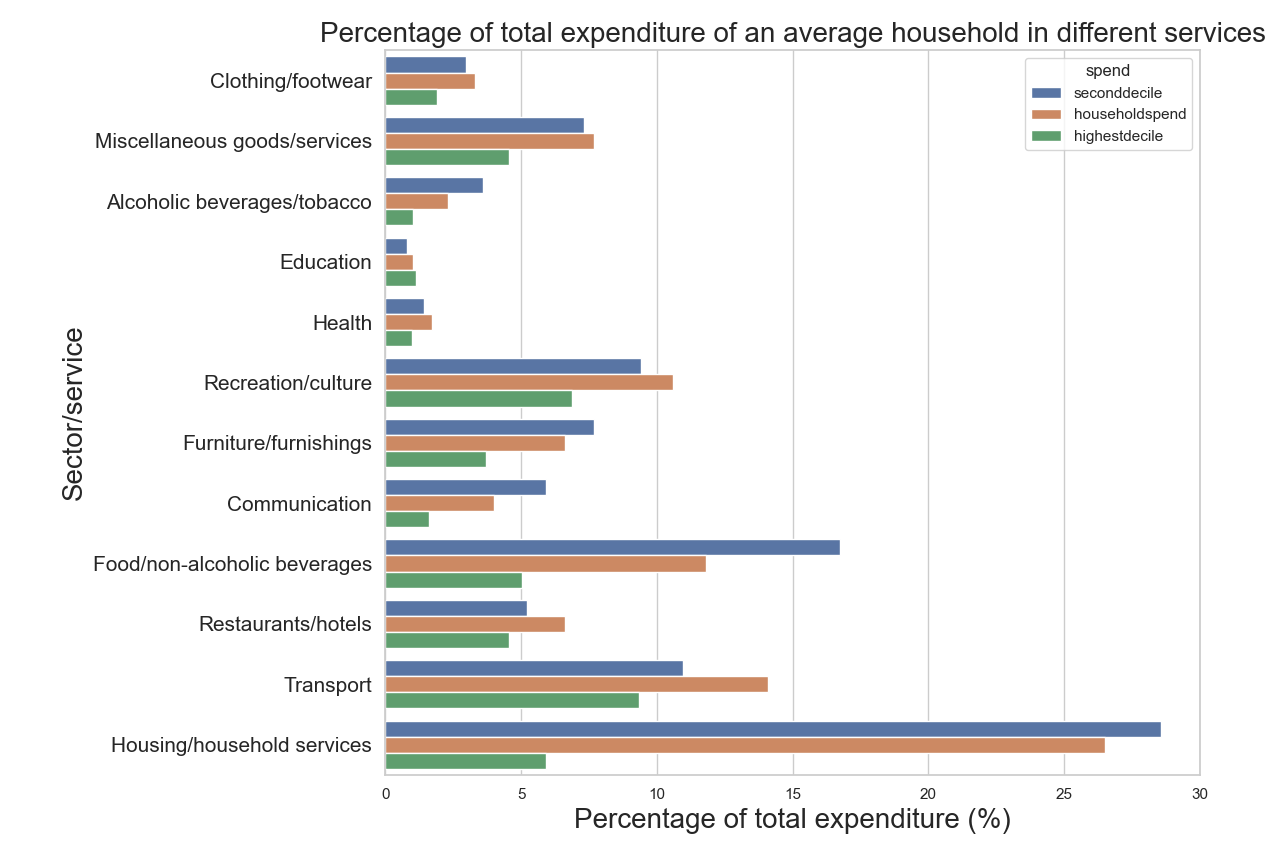 Percentage of total expenditure of an average household in different services
spend
seconddecile
householdspend
highestdecile
Sector/service
Clothing/footwear
Miscellaneous goods/services
Alcoholic beverages/tobacco
Education
Health
Recreation/culture
Furniture/furnishings
Communication
Food/non-alcoholic beverages
Restaurants/hotels
Transport
Housing/household services
0 5 10 15 20 25 30
Percentage of total expenditure (%)